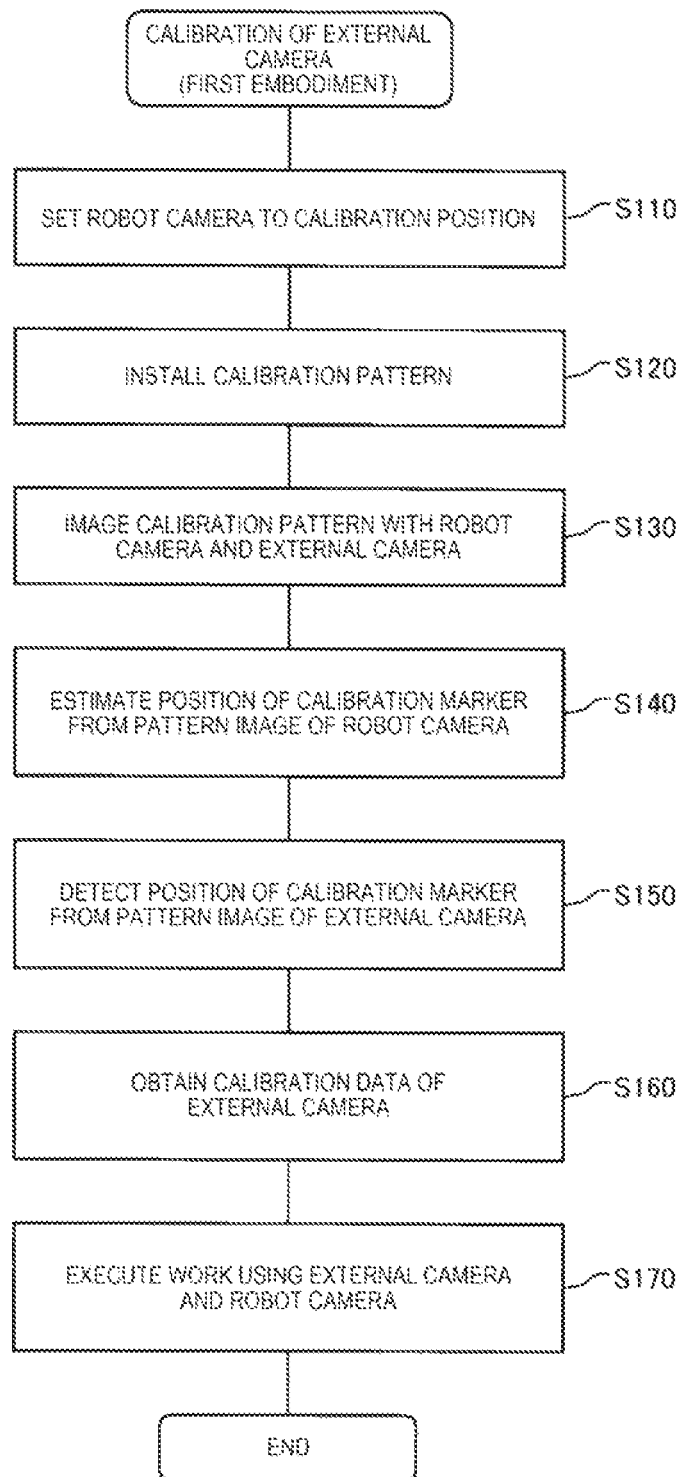 CALIBRATION OF EXTERNAL
CAMERA
(FIRST EMBODIMENT)
SET ROBOT CAMERA TO CALIBRATION POSITION
S110
INSTALL CALIBRATION PATTERN
S120
IMAGE CALIBRATION PATTERN WITH ROBOT
CAMERA AND EXTERNAL CAMERA
S130
ESTIMATE POSITION OF CALIBRATION MARKER
FROM PATTERN IMAGE OF ROBOT CAMERA
S140
DETECT POSITION OF CALIBRATION MARKER
FROM PATTERN IMAGE OF EXTERNAL CAMERA
S150
OBTAIN CALIBRATION DATA OF
EXTERNAL CAMERA
S160
EXECUTE WORK USING EXTERNAL CAMERA
AND ROBOT CAMERA
S170
END